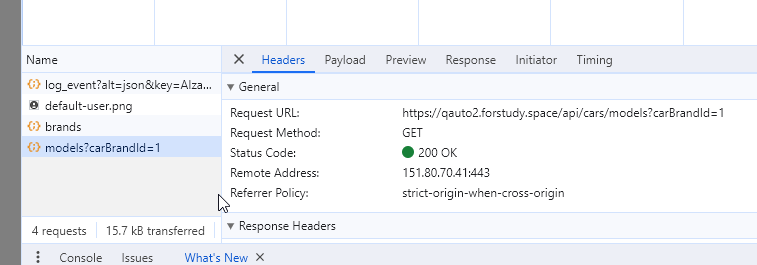 Name
Headers Payload Preview Response Initiator Timing
log_event?alt=json&key=AIza...
General
default-user.png
Request URL: https://qauto2.forstudy.space/api/cars/models?carBrandId=1
brands
Request Method: GET
models?carBrandId=1
Status Code: 200 OK
Remote Address: 151.80.70.41:443
Referrer Policy: strict-origin-when-cross-origin
4 requests 15.7 kB transferred
Response Headers
Console Issues What's New